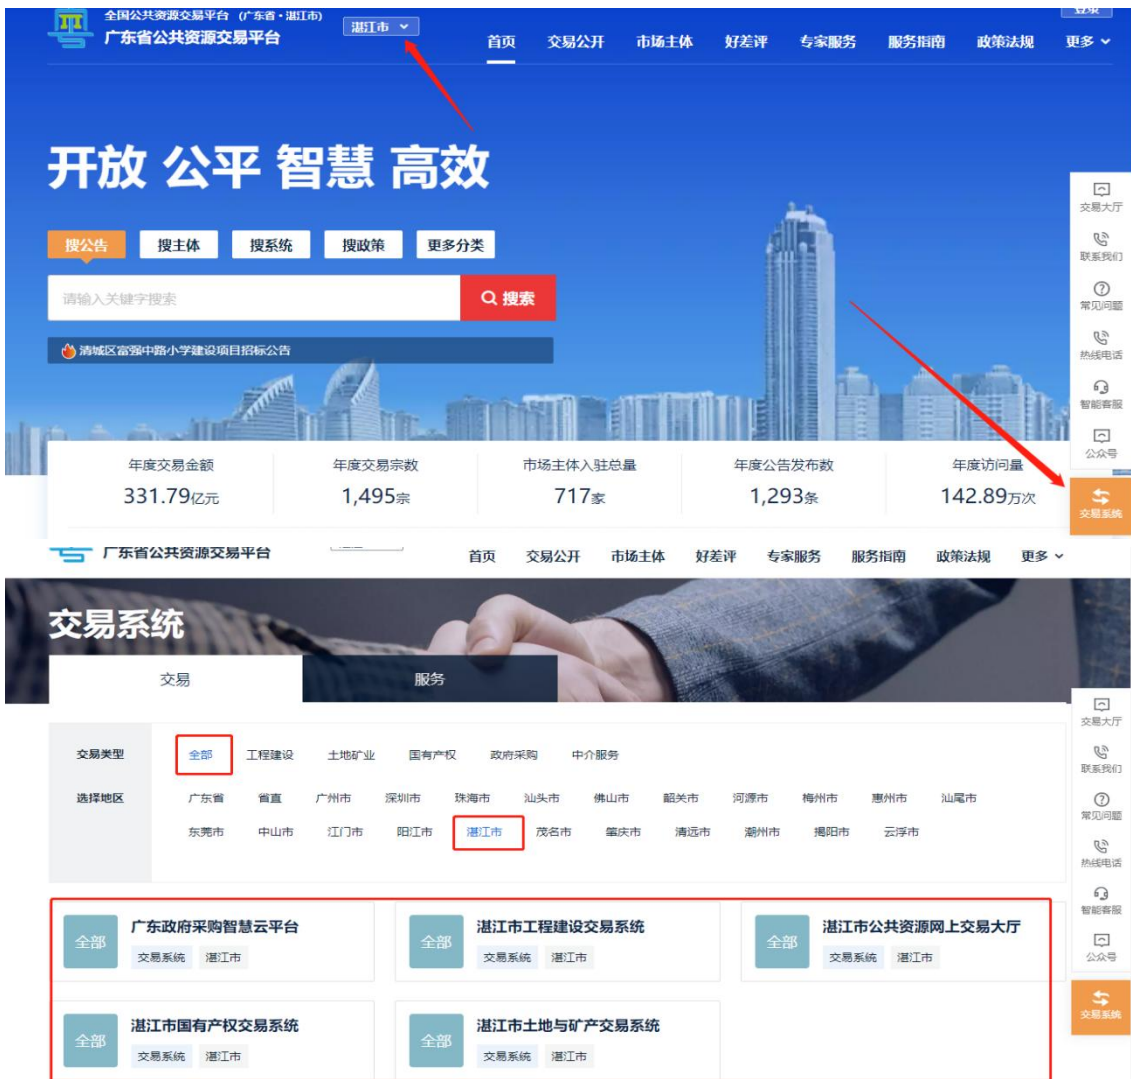 全国公共资源交易平台 (广东省·湛江市)
广东省公共资源交易平台
湛江市
登录
首页 交易公开 市场主体 好差评 专家服务 服务指南 政策法规 更多
开放 公平 智慧 高效
搜公告 搜主体 搜系统 搜政策 更多分类
请输入关键字搜索
搜索
清城区富强中路小学建设项目招标公告
交易大厅
联系我们
常见问题
热线电话
智能客服
公众号
交易系统
年度交易金额 年度交易宗数 市场主体入驻总量 年度公告发布数 年度访问量
331.79亿元 1,495宗 717家 1,293条 142.89万次
广东省公共资源交易平台
首页 交易公开 市场主体 好差评 专家服务 服务指南 政策法规 更多
交易系统
交易 服务
交易类型 全部 工程建设 土地矿业 国有产权 政府采购 中介服务
选择地区 广东省 省直 广州市 深圳市 珠海市 汕头市 佛山市 韶关市 河源市 梅州市 惠州市 汕尾市
东莞市 中山市 江门市 阳江市 湛江市 茂名市 肇庆市 清远市 潮州市 揭阳市 云浮市
交易大厅
联系我们
常见问题
热线电话
智能客服
公众号
交易系统
全部 广东政府采购智慧云平台
交易系统 湛江市
全部 湛江市工程建设交易系统
交易系统 湛江市
全部 湛江市公共资源网上交易大厅
交易系统 湛江市
全部 湛江市国有产权交易系统
交易系统 湛江市
全部 湛江市土地与矿产交易系统
交易系统 湛江市